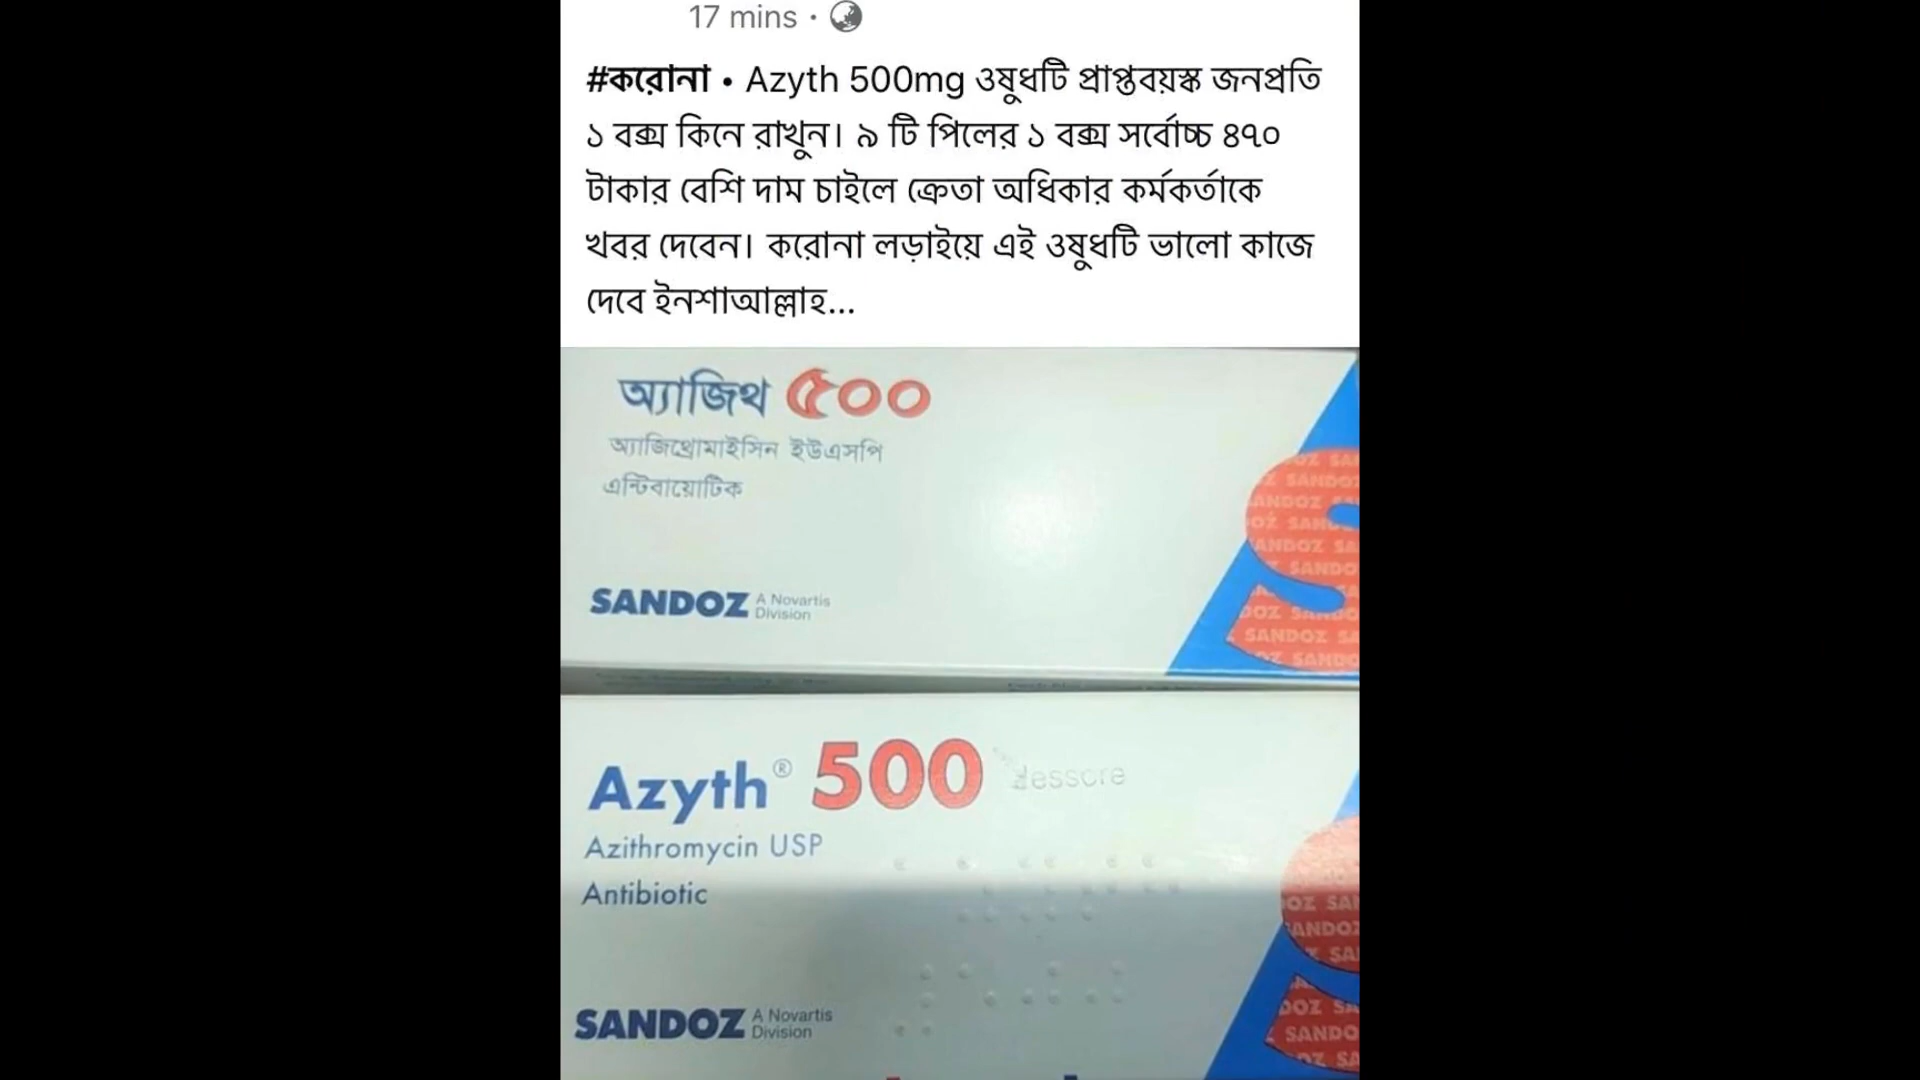 17 mins ·
#করোনা • Azyth 500mg ওষুধটি প্রাপ্তবয়স্ক জনপ্রতি
১ বক্স কিনে রাখুন। ৯ টি পিলের ১ বক্স সর্বোচ্চ ৪৭০
টাকার বেশি দাম চাইলে ক্রেতা অধিকার কর্মকর্তাকে
খবর দেবেন। করোনা লড়াইয়ে এই ওষুধটি ভালো কাজে
দেবে ইনশাআল্লাহ...
অ্যাজিথ ৫০০
অ্যাজিথ্রোমাইসিন ইউএসপি
এন্টিবায়োটিক
SANDOZ A Novartis
Division
Azyth® 500
Azithromycin USP
Antibiotic
SANDOZ A Novartis
Division